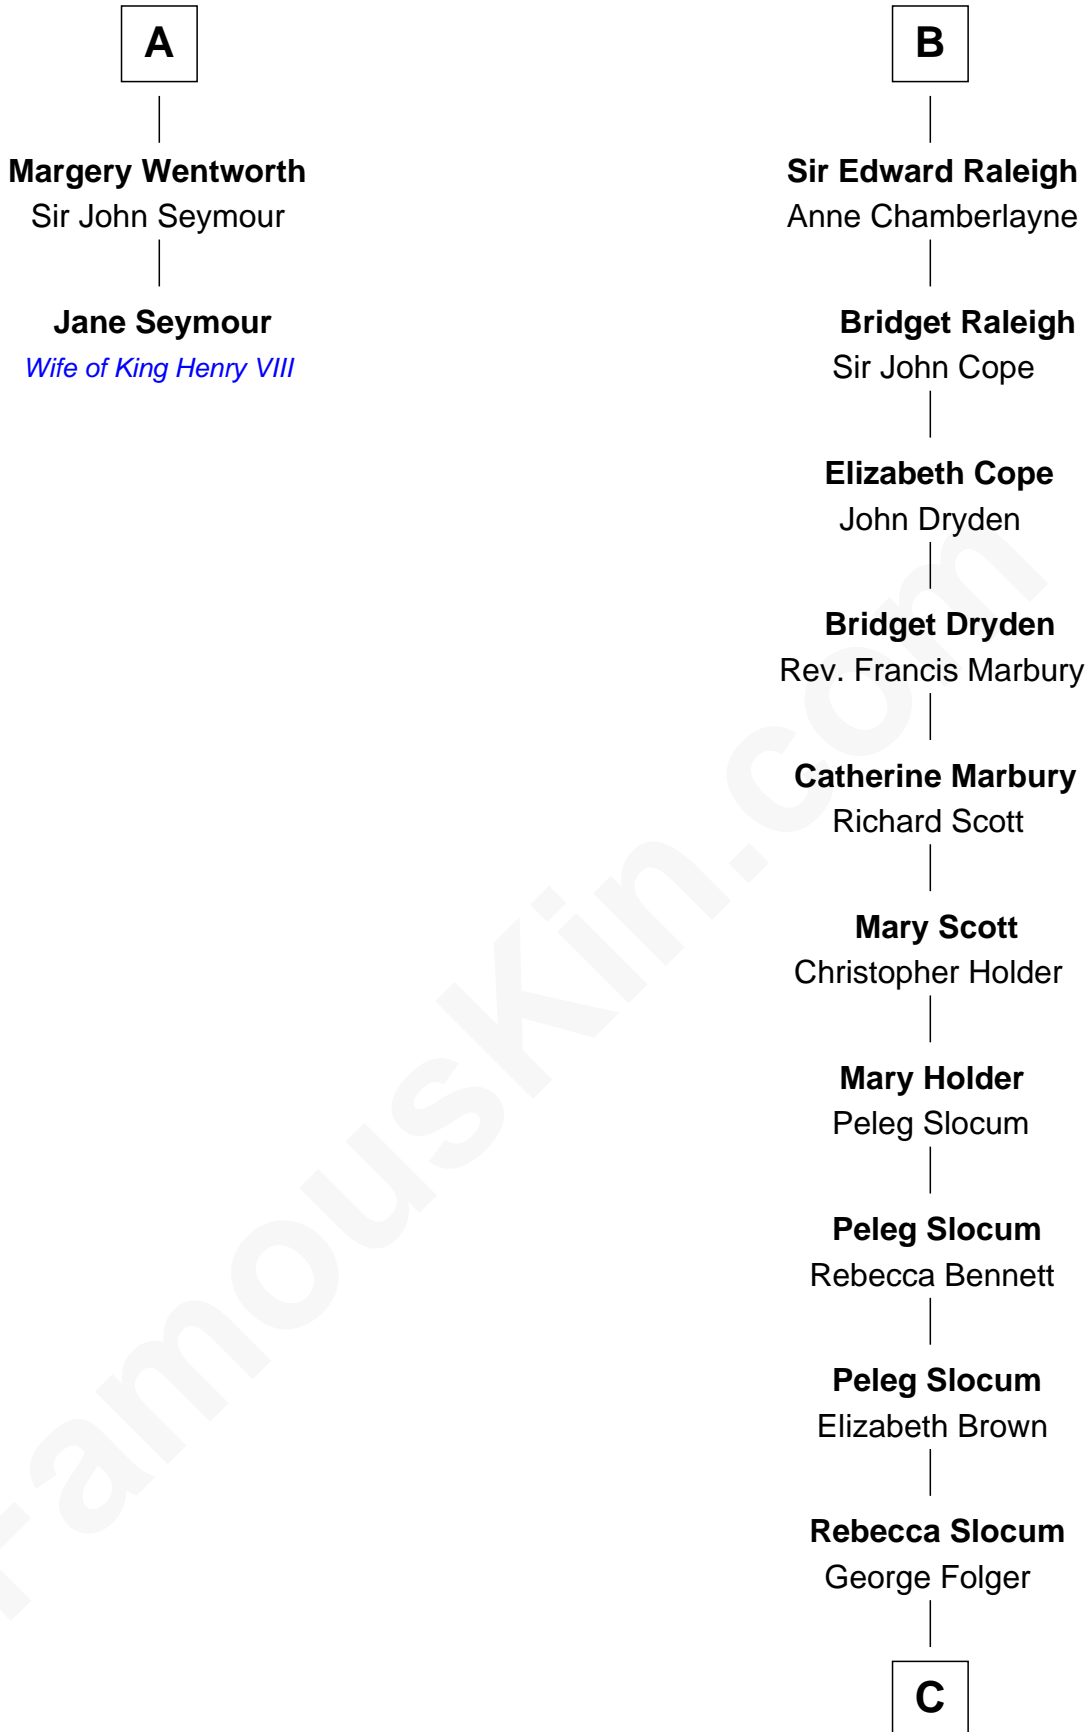 A
Margery Wentworth
Sir John Seymour
Jane Seymour
Wife of King Henry VIII
B
Sir Edward Raleigh
Anne Chamberlayne
Bridget Raleigh
Sir John Cope
Elizabeth Cope
John Dryden
Bridget Dryden
Rev. Francis Marbury
Catherine Marbury
Richard Scott
Mary Scott
Christopher Holder
Mary Holder
Peleg Slocum
Peleg Slocum
Rebecca Bennett
Peleg Slocum
Elizabeth Brown
Rebecca Slocum
George Folger
C
FamousKin.com